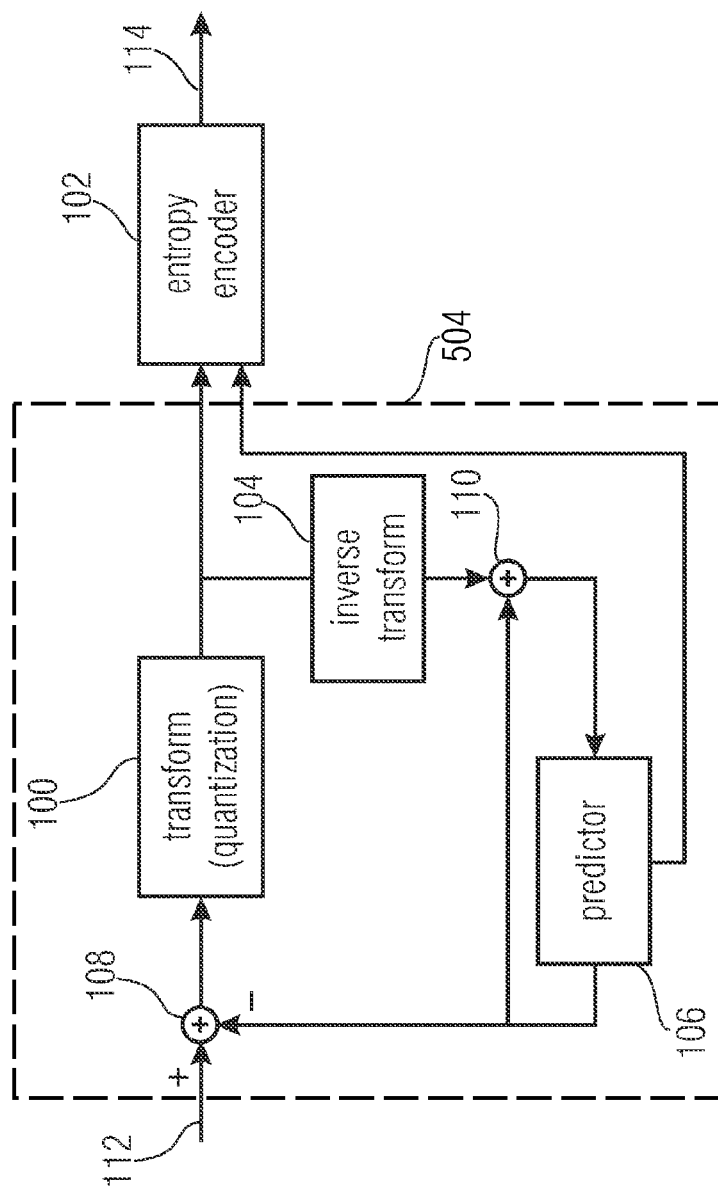 100
102
112
108
114
+
+
transform
(quantization)
entropy
encoder
−
104
504
inverse
transform
110
+
predictor
106